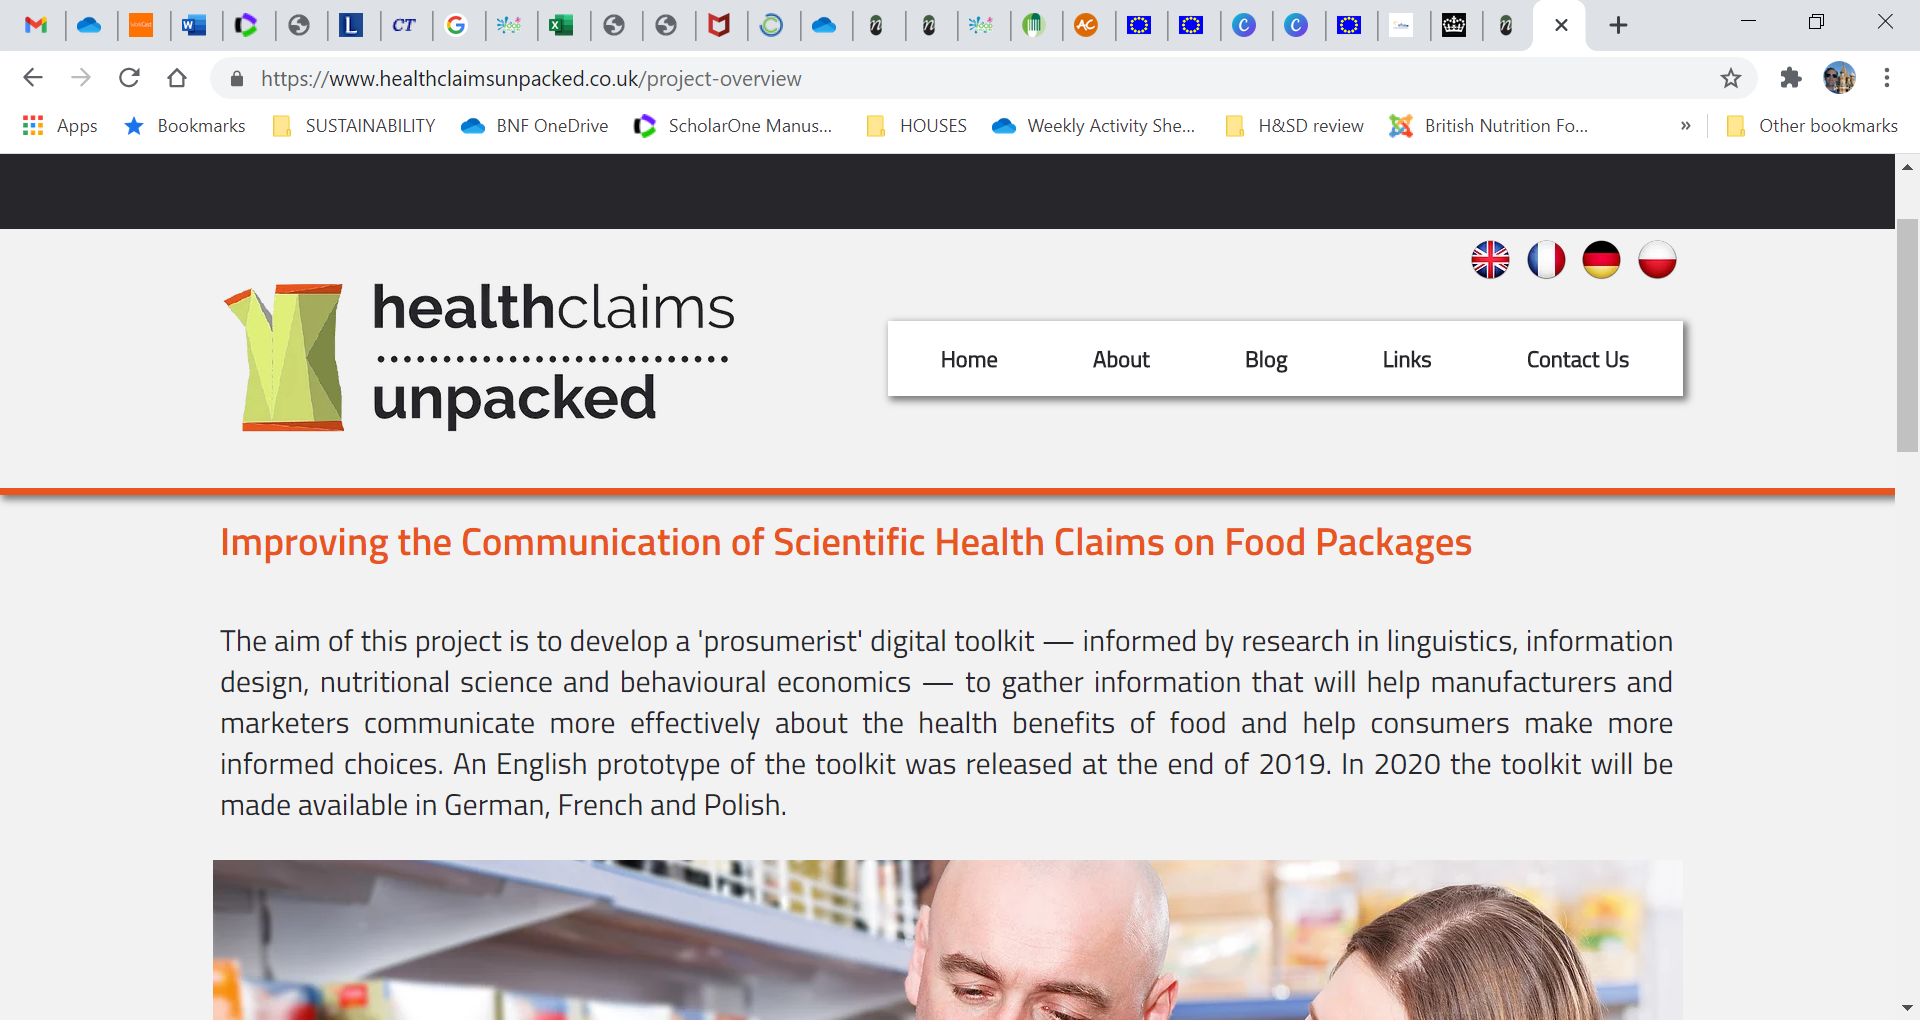 https://www.healthclaimsunpacked.co.uk/project-overview
Apps Bookmarks SUSTAINABILITY BNF OneDrive ScholarOne Manus... HOUSES Weekly Activity She... H&SD review British Nutrition Fo... » Other bookmarks
healthclaims
unpacked
Home About Blog Links Contact Us
Improving the Communication of Scientific Health Claims on Food Packages
The aim of this project is to develop a 'prosumerist' digital toolkit — informed by research in linguistics, information
design, nutritional science and behavioural economics — to gather information that will help manufacturers and
marketers communicate more effectively about the health benefits of food and help consumers make more
informed choices. An English prototype of the toolkit was released at the end of 2019. In 2020 the toolkit will be
made available in German, French and Polish.